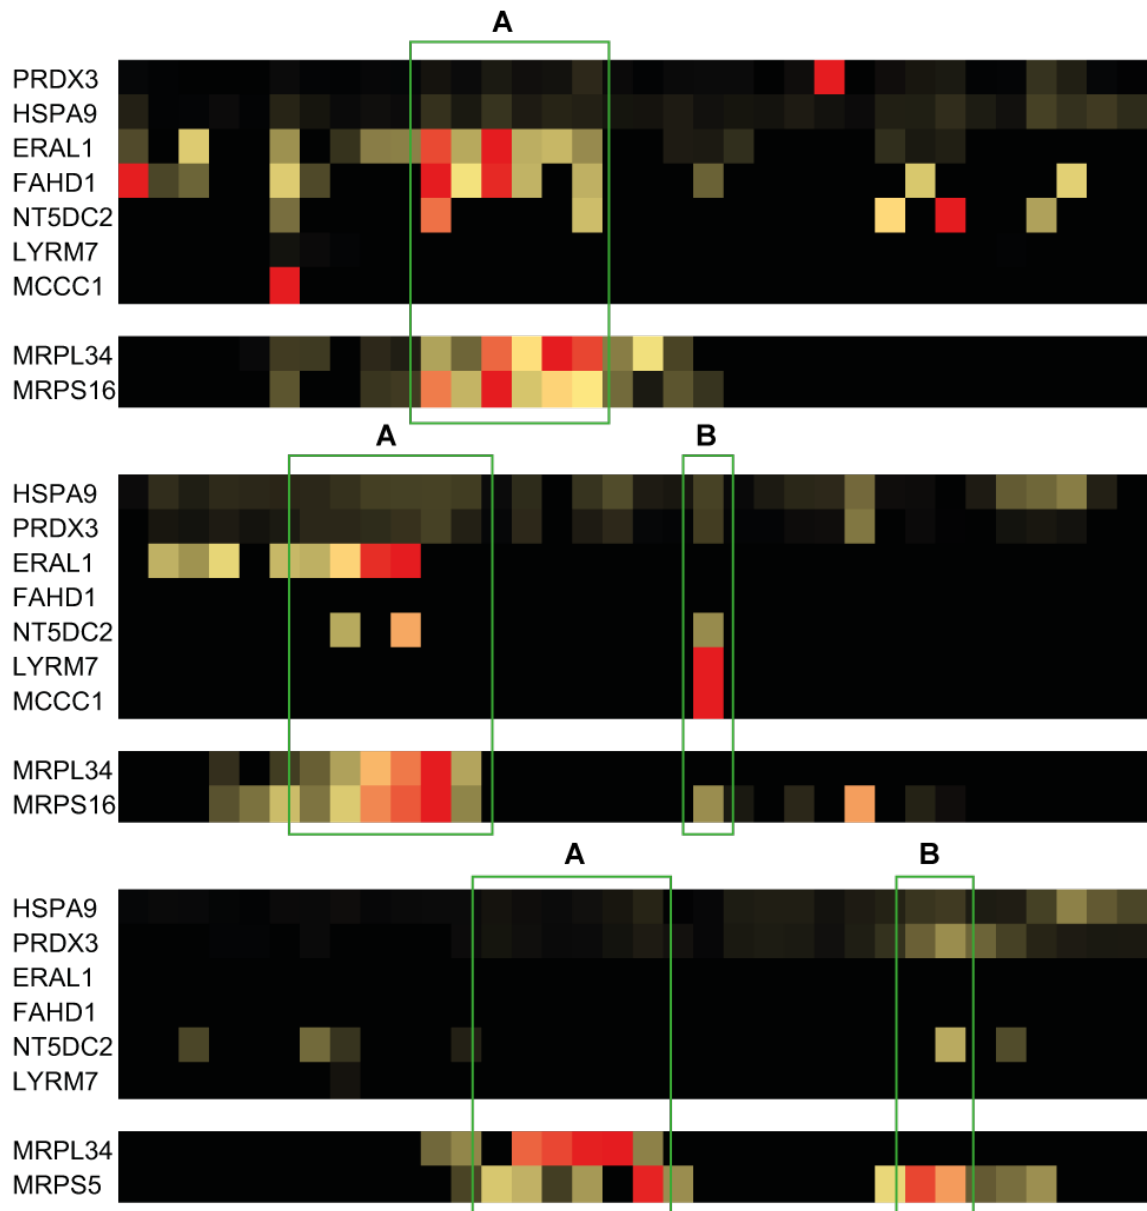 A
PRDX3
HSPA9
ERAL1
FAHD1
NT5DC2
LYRM7
MCCC1
MRPL34
MRPS16
A B
HSPA9
PRDX3
ERAL1
FAHD1
NT5DC2
LYRM7
MCCC1
MRPL34
MRPS16
A B
HSPA9
PRDX3
ERAL1
FAHD1
NT5DC2
LYRM7
MRPL34
MRPS5